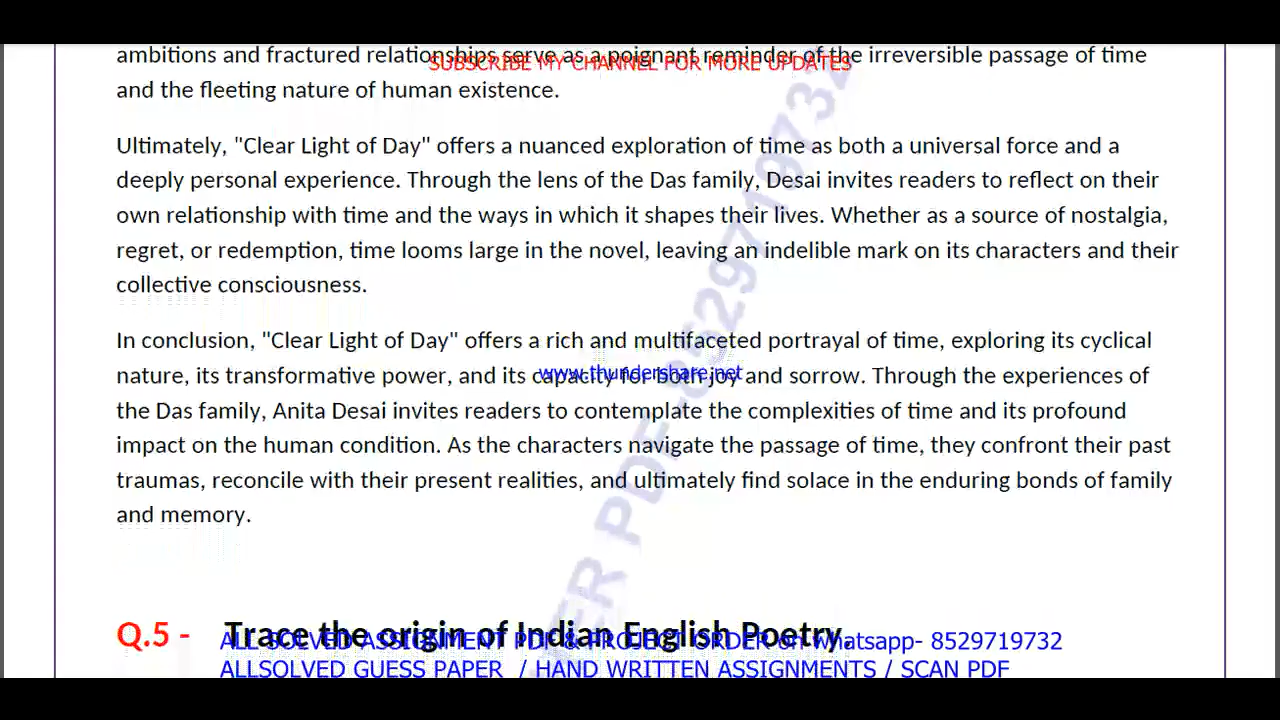 ambitions and fractured relationships serve as a poignant reminder of the irreversible passage of time
SUBSCRIBE MY CHANNEL FOR MORE UPDATES
and the fleeting nature of human existence.
Ultimately, "Clear Light of Day" offers a nuanced exploration of time as both a universal force and a
deeply personal experience. Through the lens of the Das family, Desai invites readers to reflect on their
own relationship with time and the ways in which it shapes their lives. Whether as a source of nostalgia,
regret, or redemption, time looms large in the novel, leaving an indelible mark on its characters and their
collective consciousness.
In conclusion, "Clear Light of Day" offers a rich and multifaceted portrayal of time, exploring its cyclical
nature, its transformative power, and its capacity for both joy and sorrow. Through the experiences of
www.thundershare.net
the Das family, Anita Desai invites readers to contemplate the complexities of time and its profound
impact on the human condition. As the characters navigate the passage of time, they confront their past
traumas, reconcile with their present realities, and ultimately find solace in the enduring bonds of family
and memory.
Q.5 - Trace the origin of Indian English Poetry.
ALL SOLVED ASSIGNMENT PDF & PROJECT ORDER on whatsapp- 8529719732
ALLSOLVED GUESS PAPER / HAND WRITTEN ASSIGNMENTS / SCAN PDF
PDF-8529719732